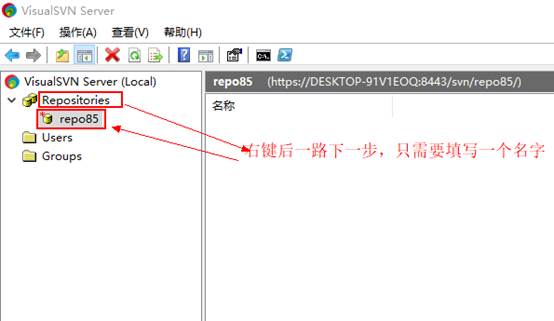 VisualSVN Server
文件(F) 操作(A) 查看(V) 帮助(H)
VisualSVN Server (Local)
Repositories
repo85
Users
Groups
repo85 (https://DESKTOP-91V1EOQ:8443/svn/repo85/)
名称
右键后一路下一步，只需要填写一个名字